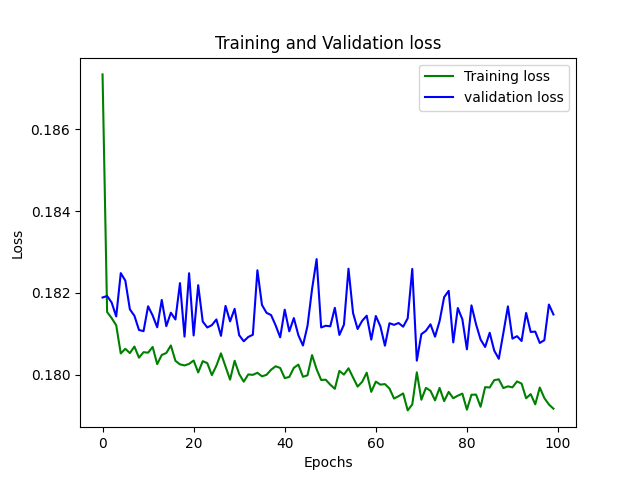 Training and Validation loss
Training loss
validation loss
0.186
0.184
0.182
0.180
Loss
0
20
40
60
80
100
Epochs